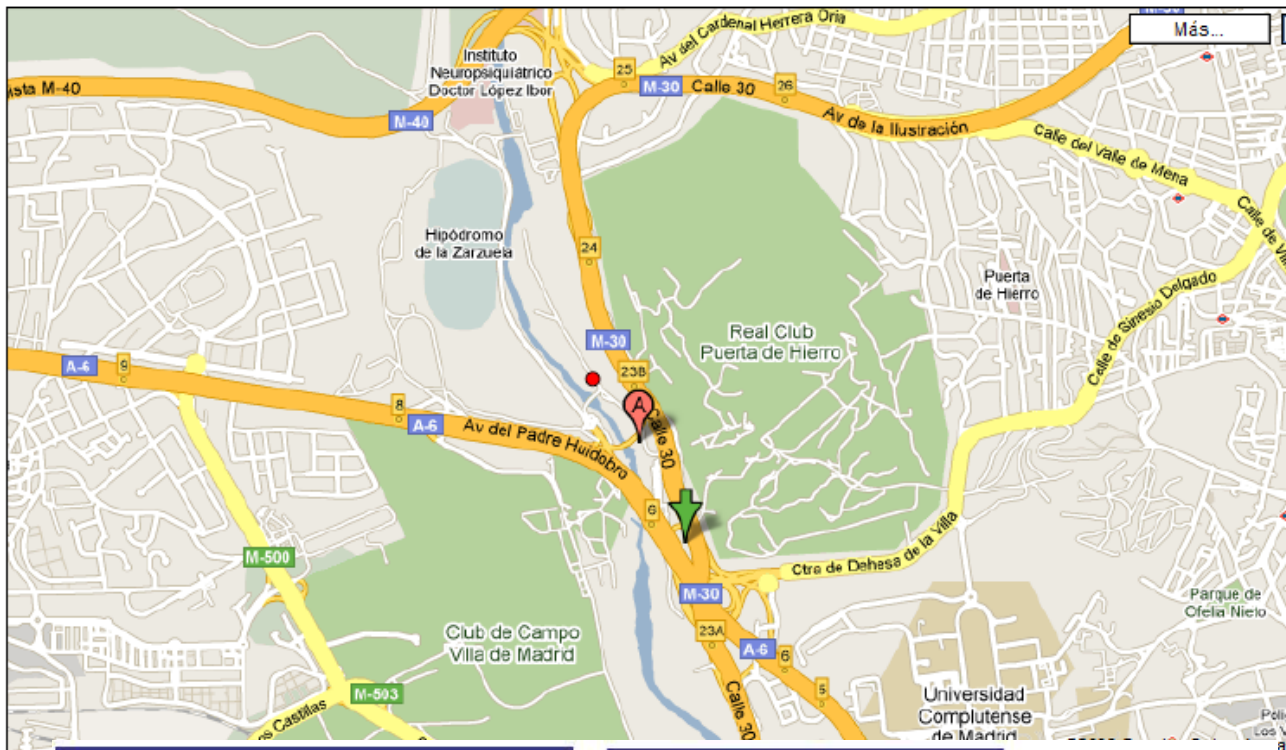 Av del Cardenal Herrera Oria
Más...
Instituto
Neuropsiquiátrico
Doctor López Ibor
25
M-30
Calle 30
26
ista M-40
M-40
Av de la Ilustración
Calle del Valle de Mena
Hipódromo
de la Zarzuela
24
Puerta
de Hierro
Calle de Sinesio Delgado
Real Club
Puerta de Hierro
M-30
A-6
9
23B
8
A
A-6
Av del Padre Huidobro
Calle 30
6
M-500
Ctra de Dehesa de la Villa
M-30
Parque de
Ofelia Nieto
Club de Campo
Villa de Madrid
23A
A-6
6
5
M-503
os Castillas
Calle 30
Universidad
Complutense
de Madrid